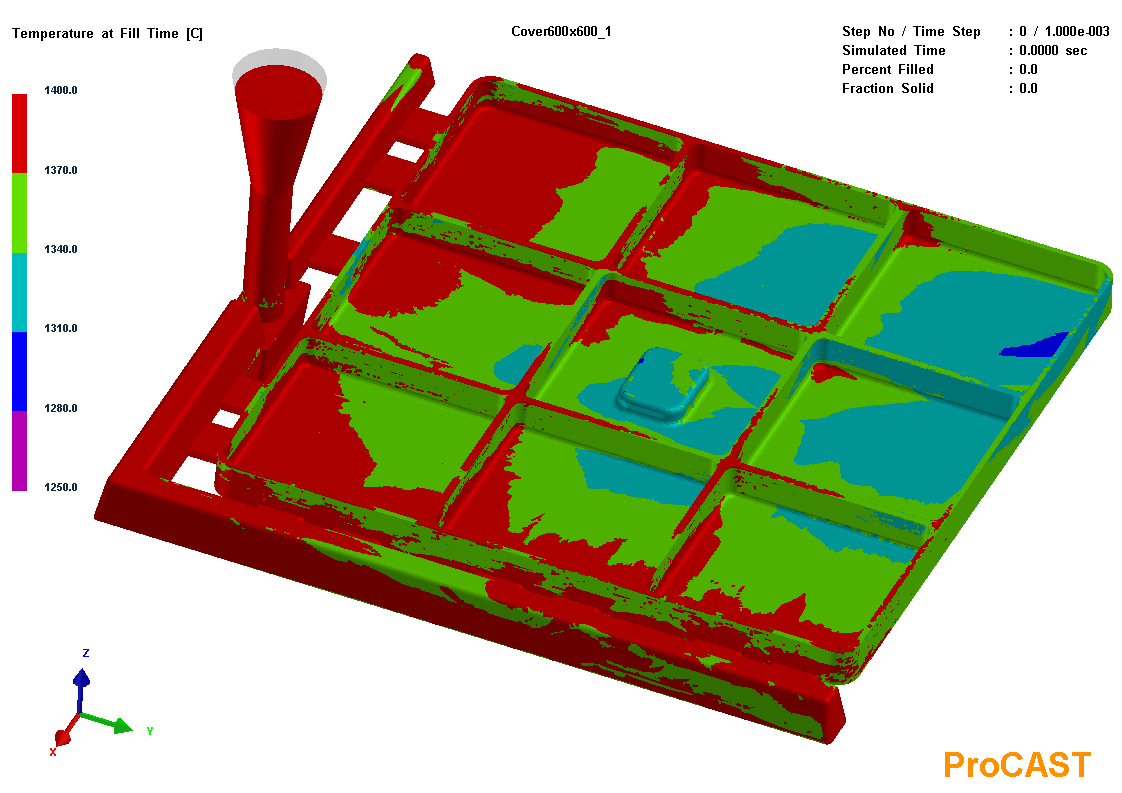 Temperature at Fill Time [C]
Cover600x600_1
Step No / Time Step : 0 / 1.000e-003
Simulated Time : 0.0000 sec
Percent Filled : 0.0
Fraction Solid : 0.0
1400.0
1370.0
1340.0
1310.0
1280.0
1250.0
Z
Y
X
ProCAST